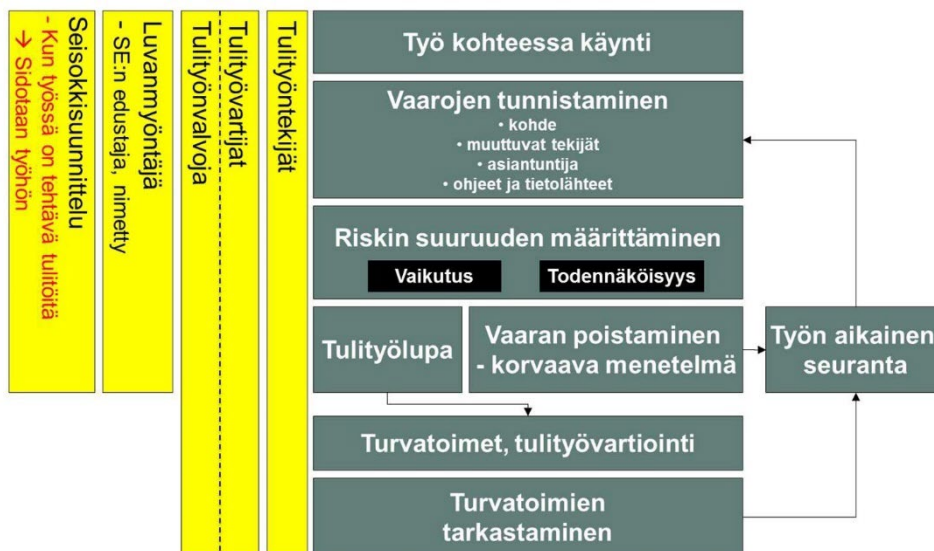 Seisokkisuunnittelu
- Kun työssä on tehtävä tulitöitä
→ Sidotaan työhön
Luvanmyöntäjä
- SE:n edustaja, nimetty
Tulityönvalvoja
Tulityövartijat
Tulityöntekijät
Työ kohteessa käynti
Vaarojen tunnistaminen
• kohde
• muuttuvat tekijät
• asiantuntija
• ohjeet ja tietolähteet
Riskin suuruuden määrittäminen
Vaikutus
Todennäköisyys
Tulityölupa
Vaaran poistaminen
- korvaava menetelmä
Työn aikainen
seuranta
Turvatoimet, tulityövartiointi
Turvatoimien
tarkastaminen